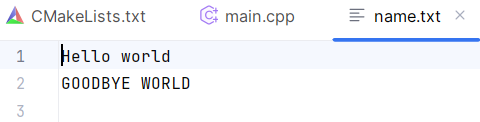 CMakeLists.txt main.cpp name.txt
1 Hello world
2 GOODBYE WORLD
3